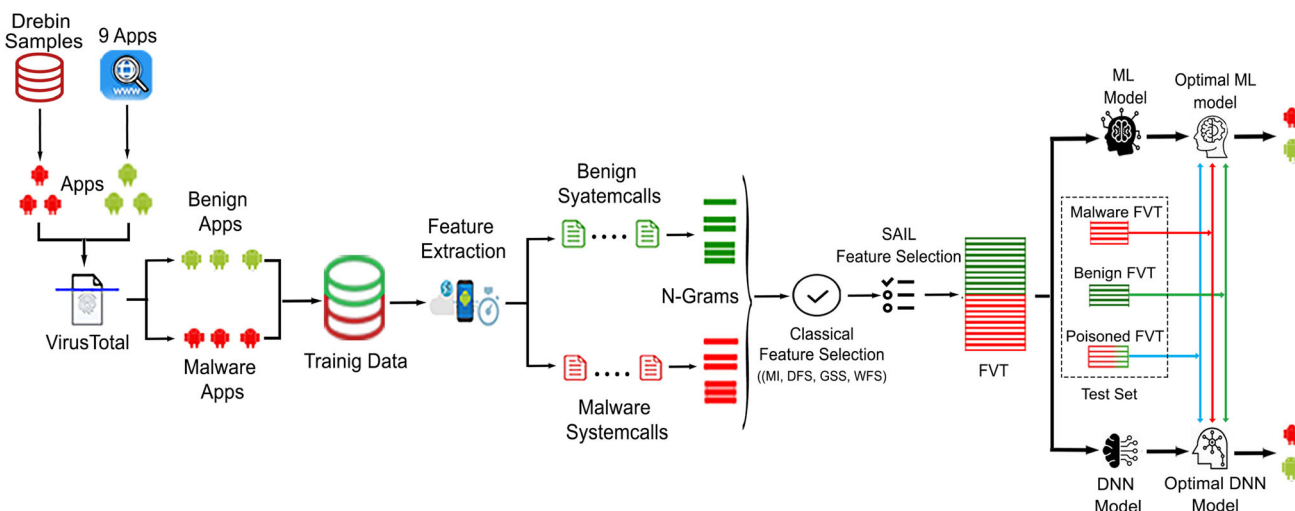 Drebin
Samples
9 Apps
WWW
Apps
VirusTotal
Benign
Apps
Malware
Apps
Trainig Data
Feature
Extraction
Benign
Syatemcalls
Malware
Systemcalls
N-Grams
Classical
Feature Selection
((MI, DFS, GSS, WFS)
SAIL
Feature Selection
FVT
ML
Model
Optimal ML
model
Malware FVT
Benign FVT
Poisoned FVT
Test Set
DNN
Model
Optimal DNN
Model